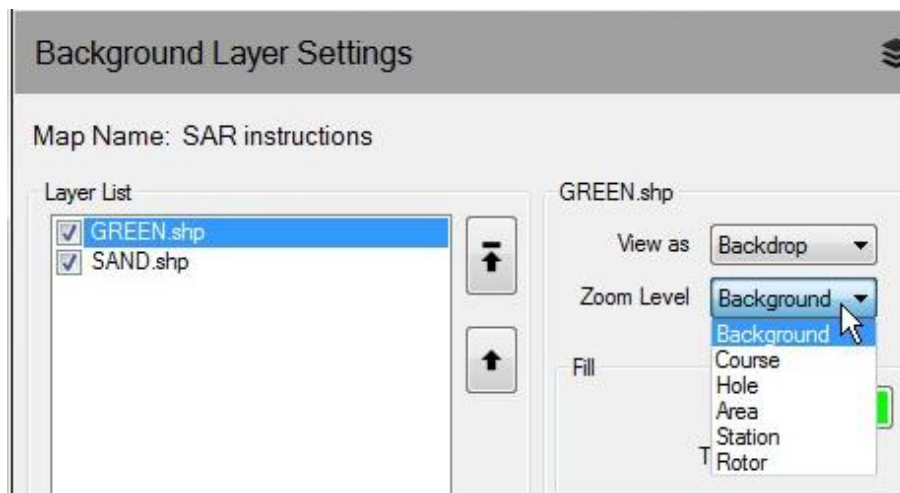 Background Layer Settings
Map Name: SAR instructions
Layer List
GREEN.shp
SAND.shp
GREEN.shp
View as Backdrop
Zoom Level Background
Background
Course
Hole
Area
Station
Rotor
Fill
T